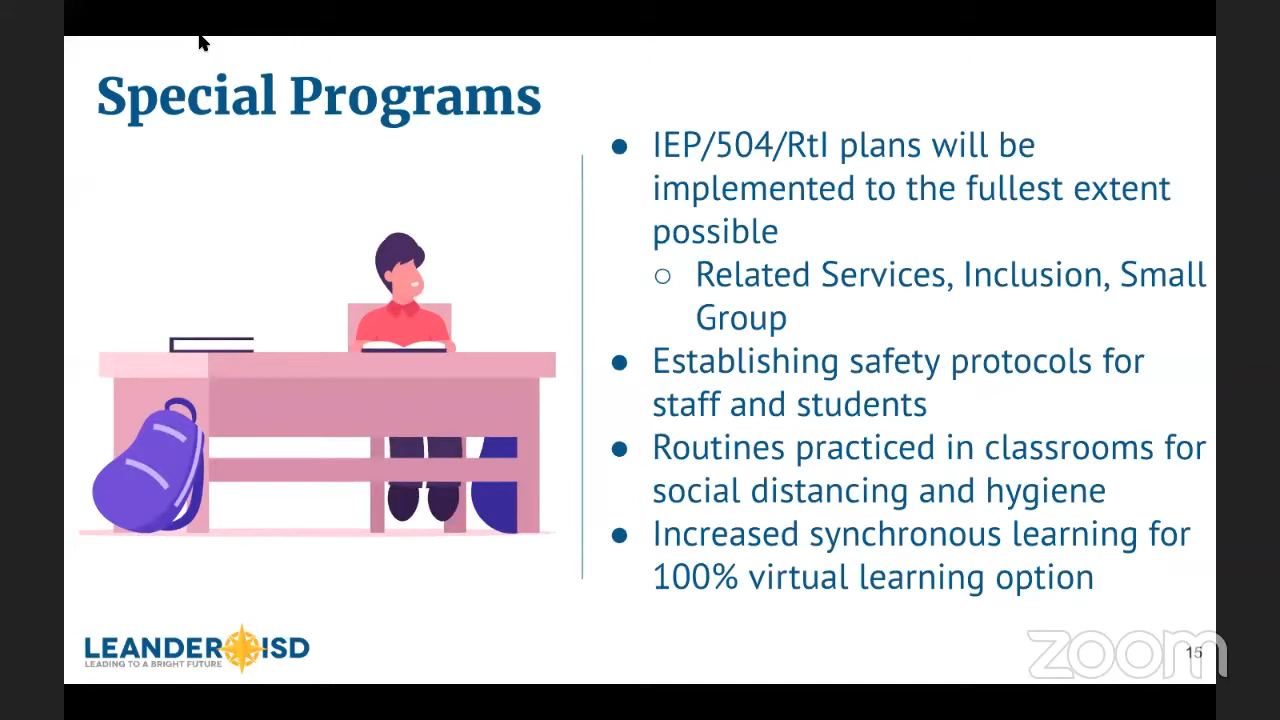 Special Programs
● IEP/504/RtI plans will be
implemented to the fullest extent
possible
○ Related Services, Inclusion, Small
Group
● Establishing safety protocols for
staff and students
● Routines practiced in classrooms for
social distancing and hygiene
● Increased synchronous learning for
100% virtual learning option
LEANDER ISD
LEADING TO A BRIGHT FUTURE
zoom
15